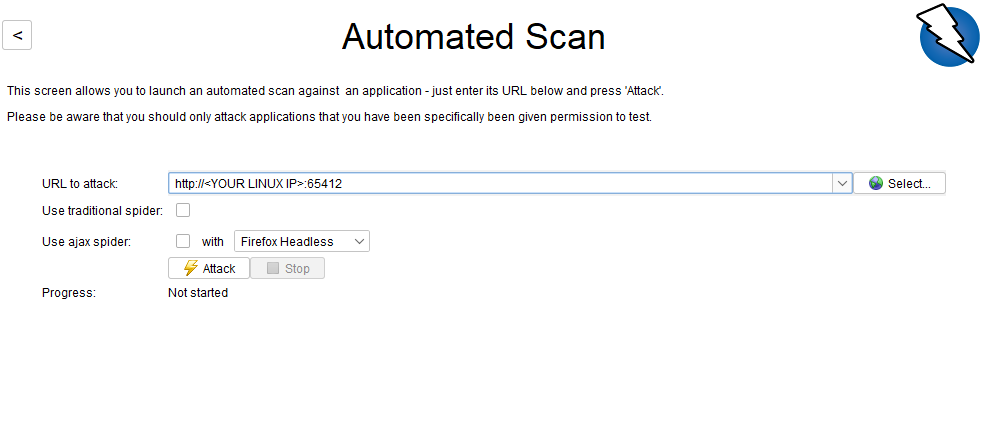 <
Automated Scan
This screen allows you to launch an automated scan against  an application - just enter its URL below and press 'Attack'.
Please be aware that you should only attack applications that you have been specifically been given permission to test.
URL to attack: http://<YOUR LINUX IP>:65412 Select...
Use traditional spider:
Use ajax spider: with Firefox Headless
Attack Stop
Progress: Not started